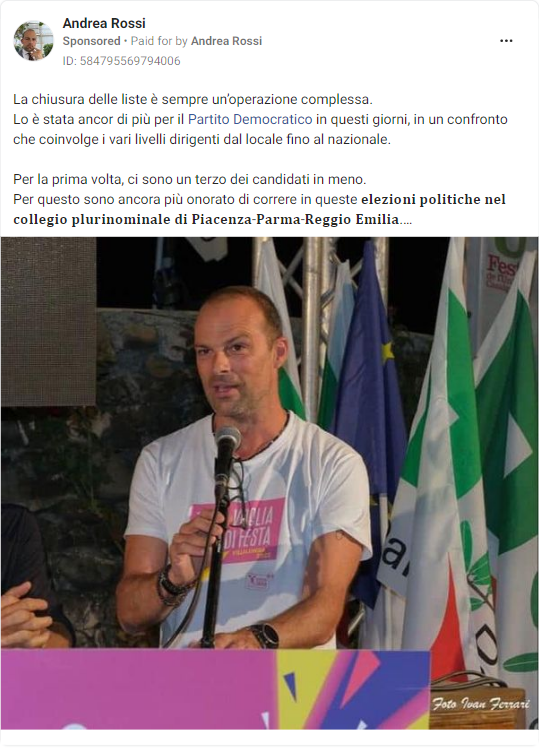 Andrea Rossi
Sponsored • Paid for by Andrea Rossi
ID: 584795569794006
La chiusura delle liste è sempre un'operazione complessa.
Lo è stata ancor di più per il Partito Democratico in questi giorni, in un confronto
che coinvolge i vari livelli dirigenti dal locale fino al nazionale.
Per la prima volta, ci sono un terzo dei candidati in meno.
Per questo sono ancora più onorato di correre in queste elezioni politiche nel
collegio plurinominale di Piacenza-Parma-Reggio Emilia....
Fest
VOGLIA
DI FESTA
Foto Ivan Ferrari